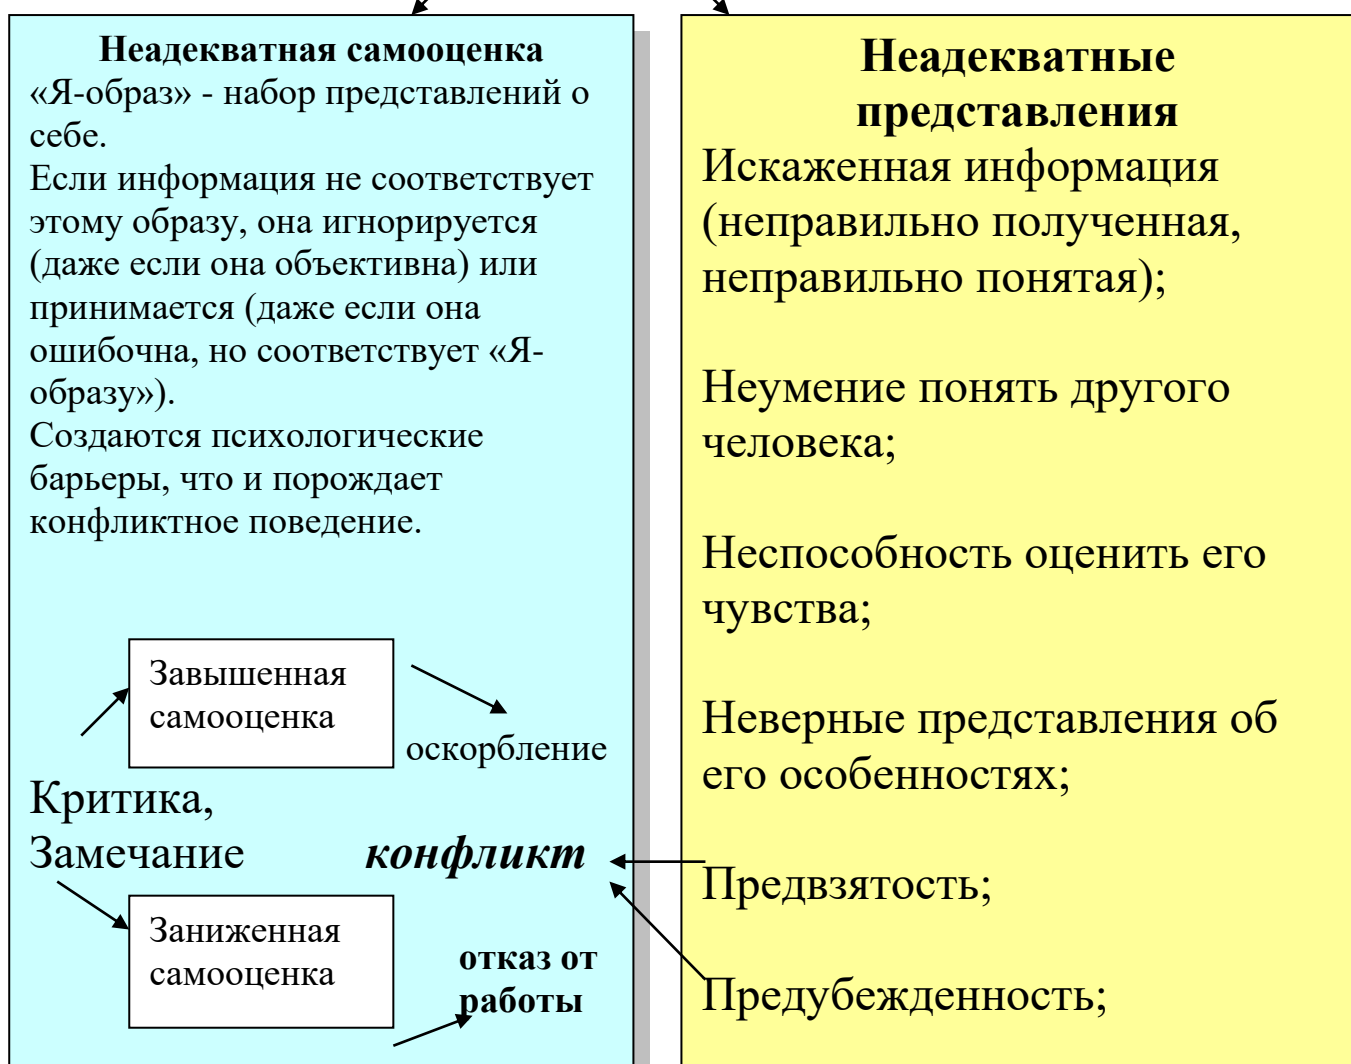 Неадекватная самооценка
«Я-образ» - набор представлений о
себе.
Если информация не соответствует
этому образу, она игнорируется
(даже если она объективна) или
принимается (даже если она
ошибочна, но соответствует «Я-
образу»).
Создаются психологические
барьеры, что и порождает
конфликтное поведение.
Завышенная
самооценка
оскорбление
Критика,
Замечание
конфликт
Заниженная
самооценка
отказ от
работы
Неадекватные
представления
Искаженная информация
(неправильно полученная,
неправильно понятая);
Неумение понять другого
человека;
Неспособность оценить его
чувства;
Неверные представления об
его особенностях;
Предвзятость;
Предубежденность;